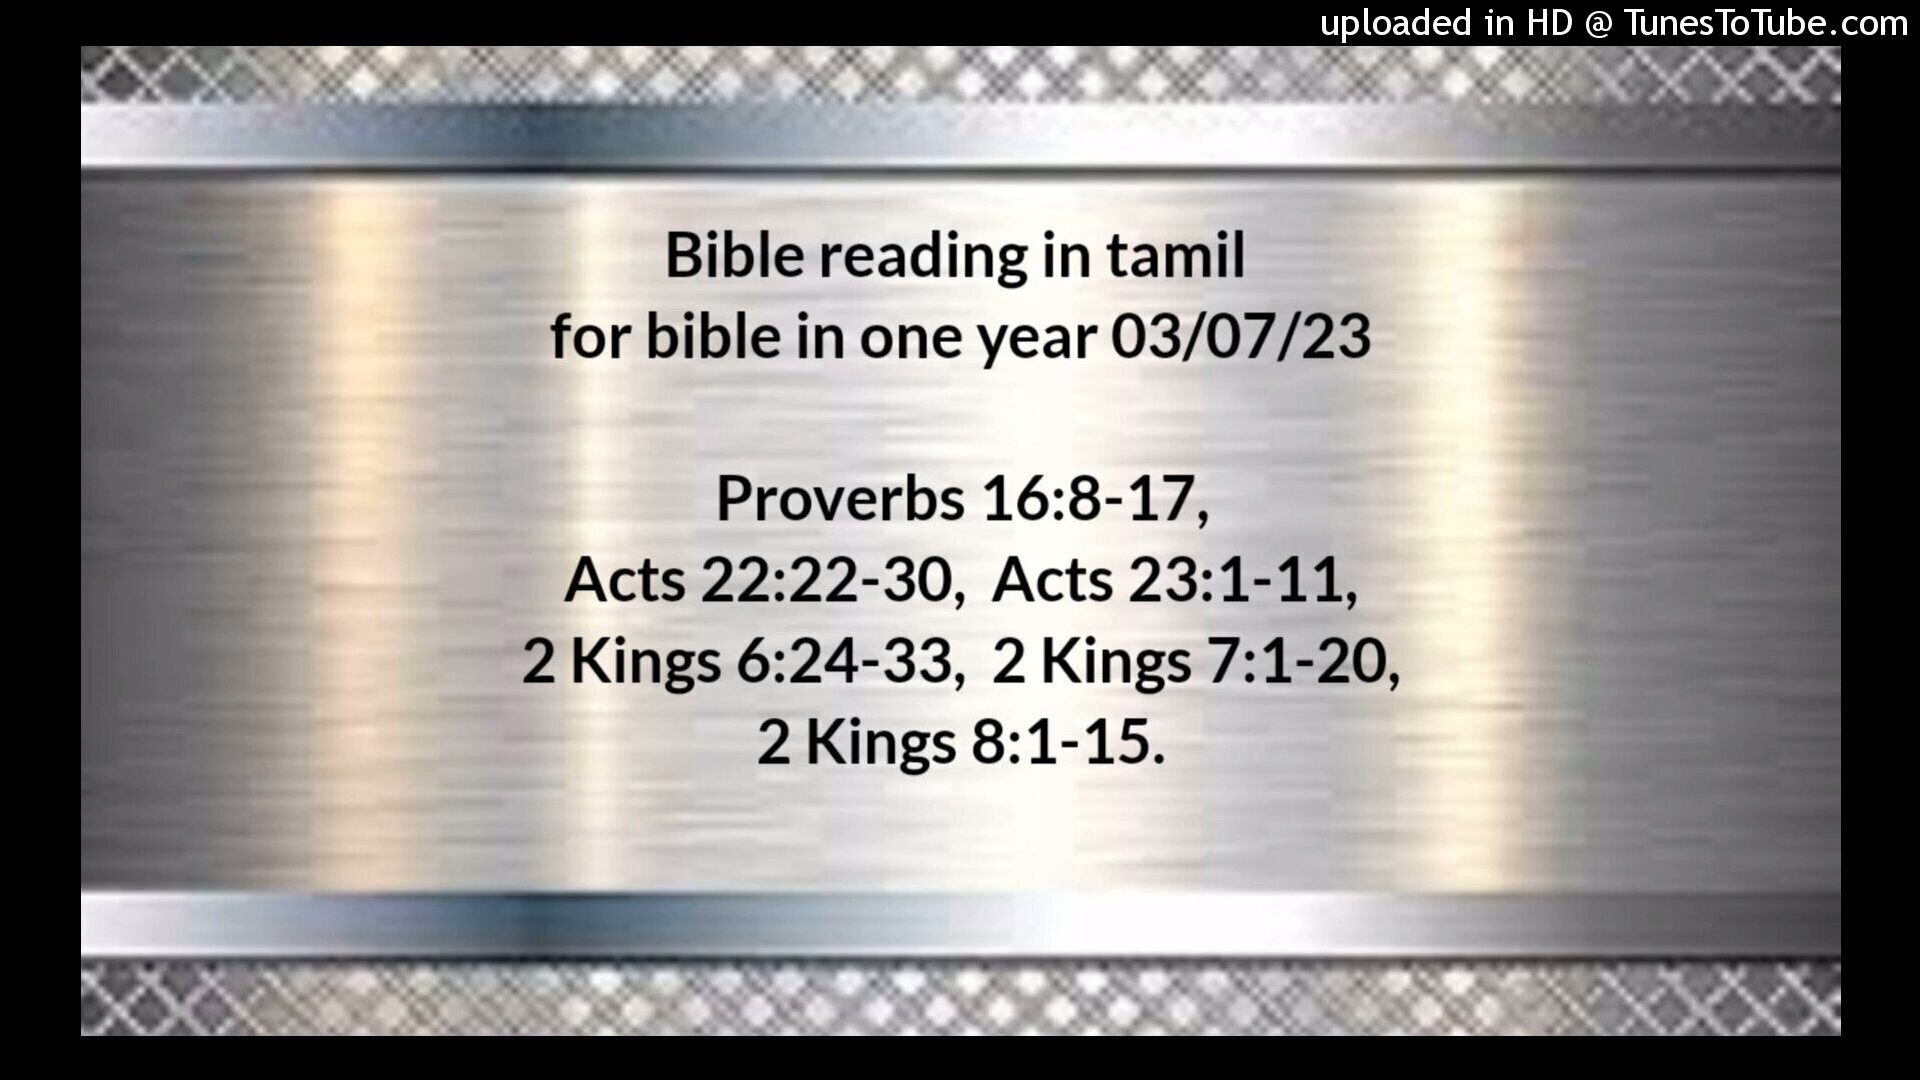 uploaded in HD @ TunesToTube.com
Bible reading in tamil
for bible in one year 03/07/23
Proverbs 16:8-17,
Acts 22:22-30, Acts 23:1-11,
2 Kings 6:24-33, 2 Kings 7:1-20,
2 Kings 8:1-15.